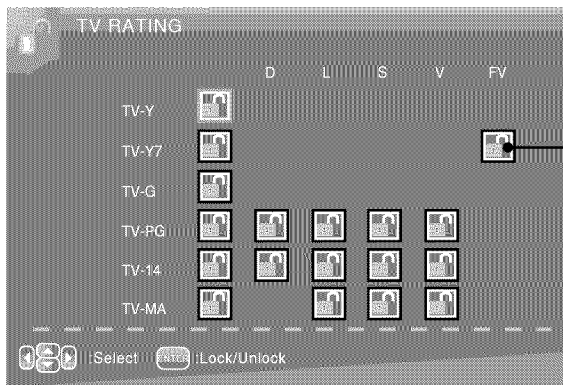 TV RATING
D L S V FV
TV-Y
TV-Y7
TV-G
TV-PG
TV-14
TV-MA
:Select ENTER :Lock/Unlock